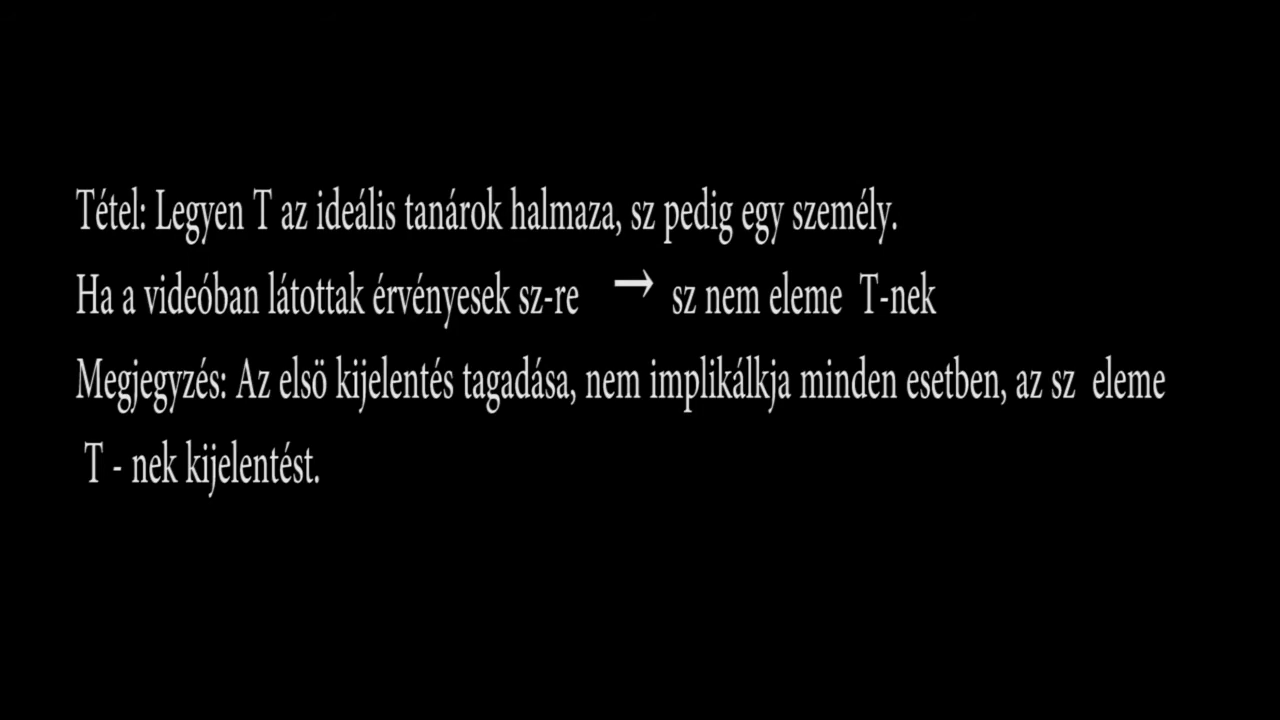 Tétel: Legyen T az ideális tanárok halmaza, sz pedig egy személy.
Ha a videóban látottak érvényesek sz-re → sz nem eleme T-nek
Megjegyzés: Az elsö kijelentés tagadása, nem implikálkja minden esetben, az sz eleme
T - nek kijelentést.